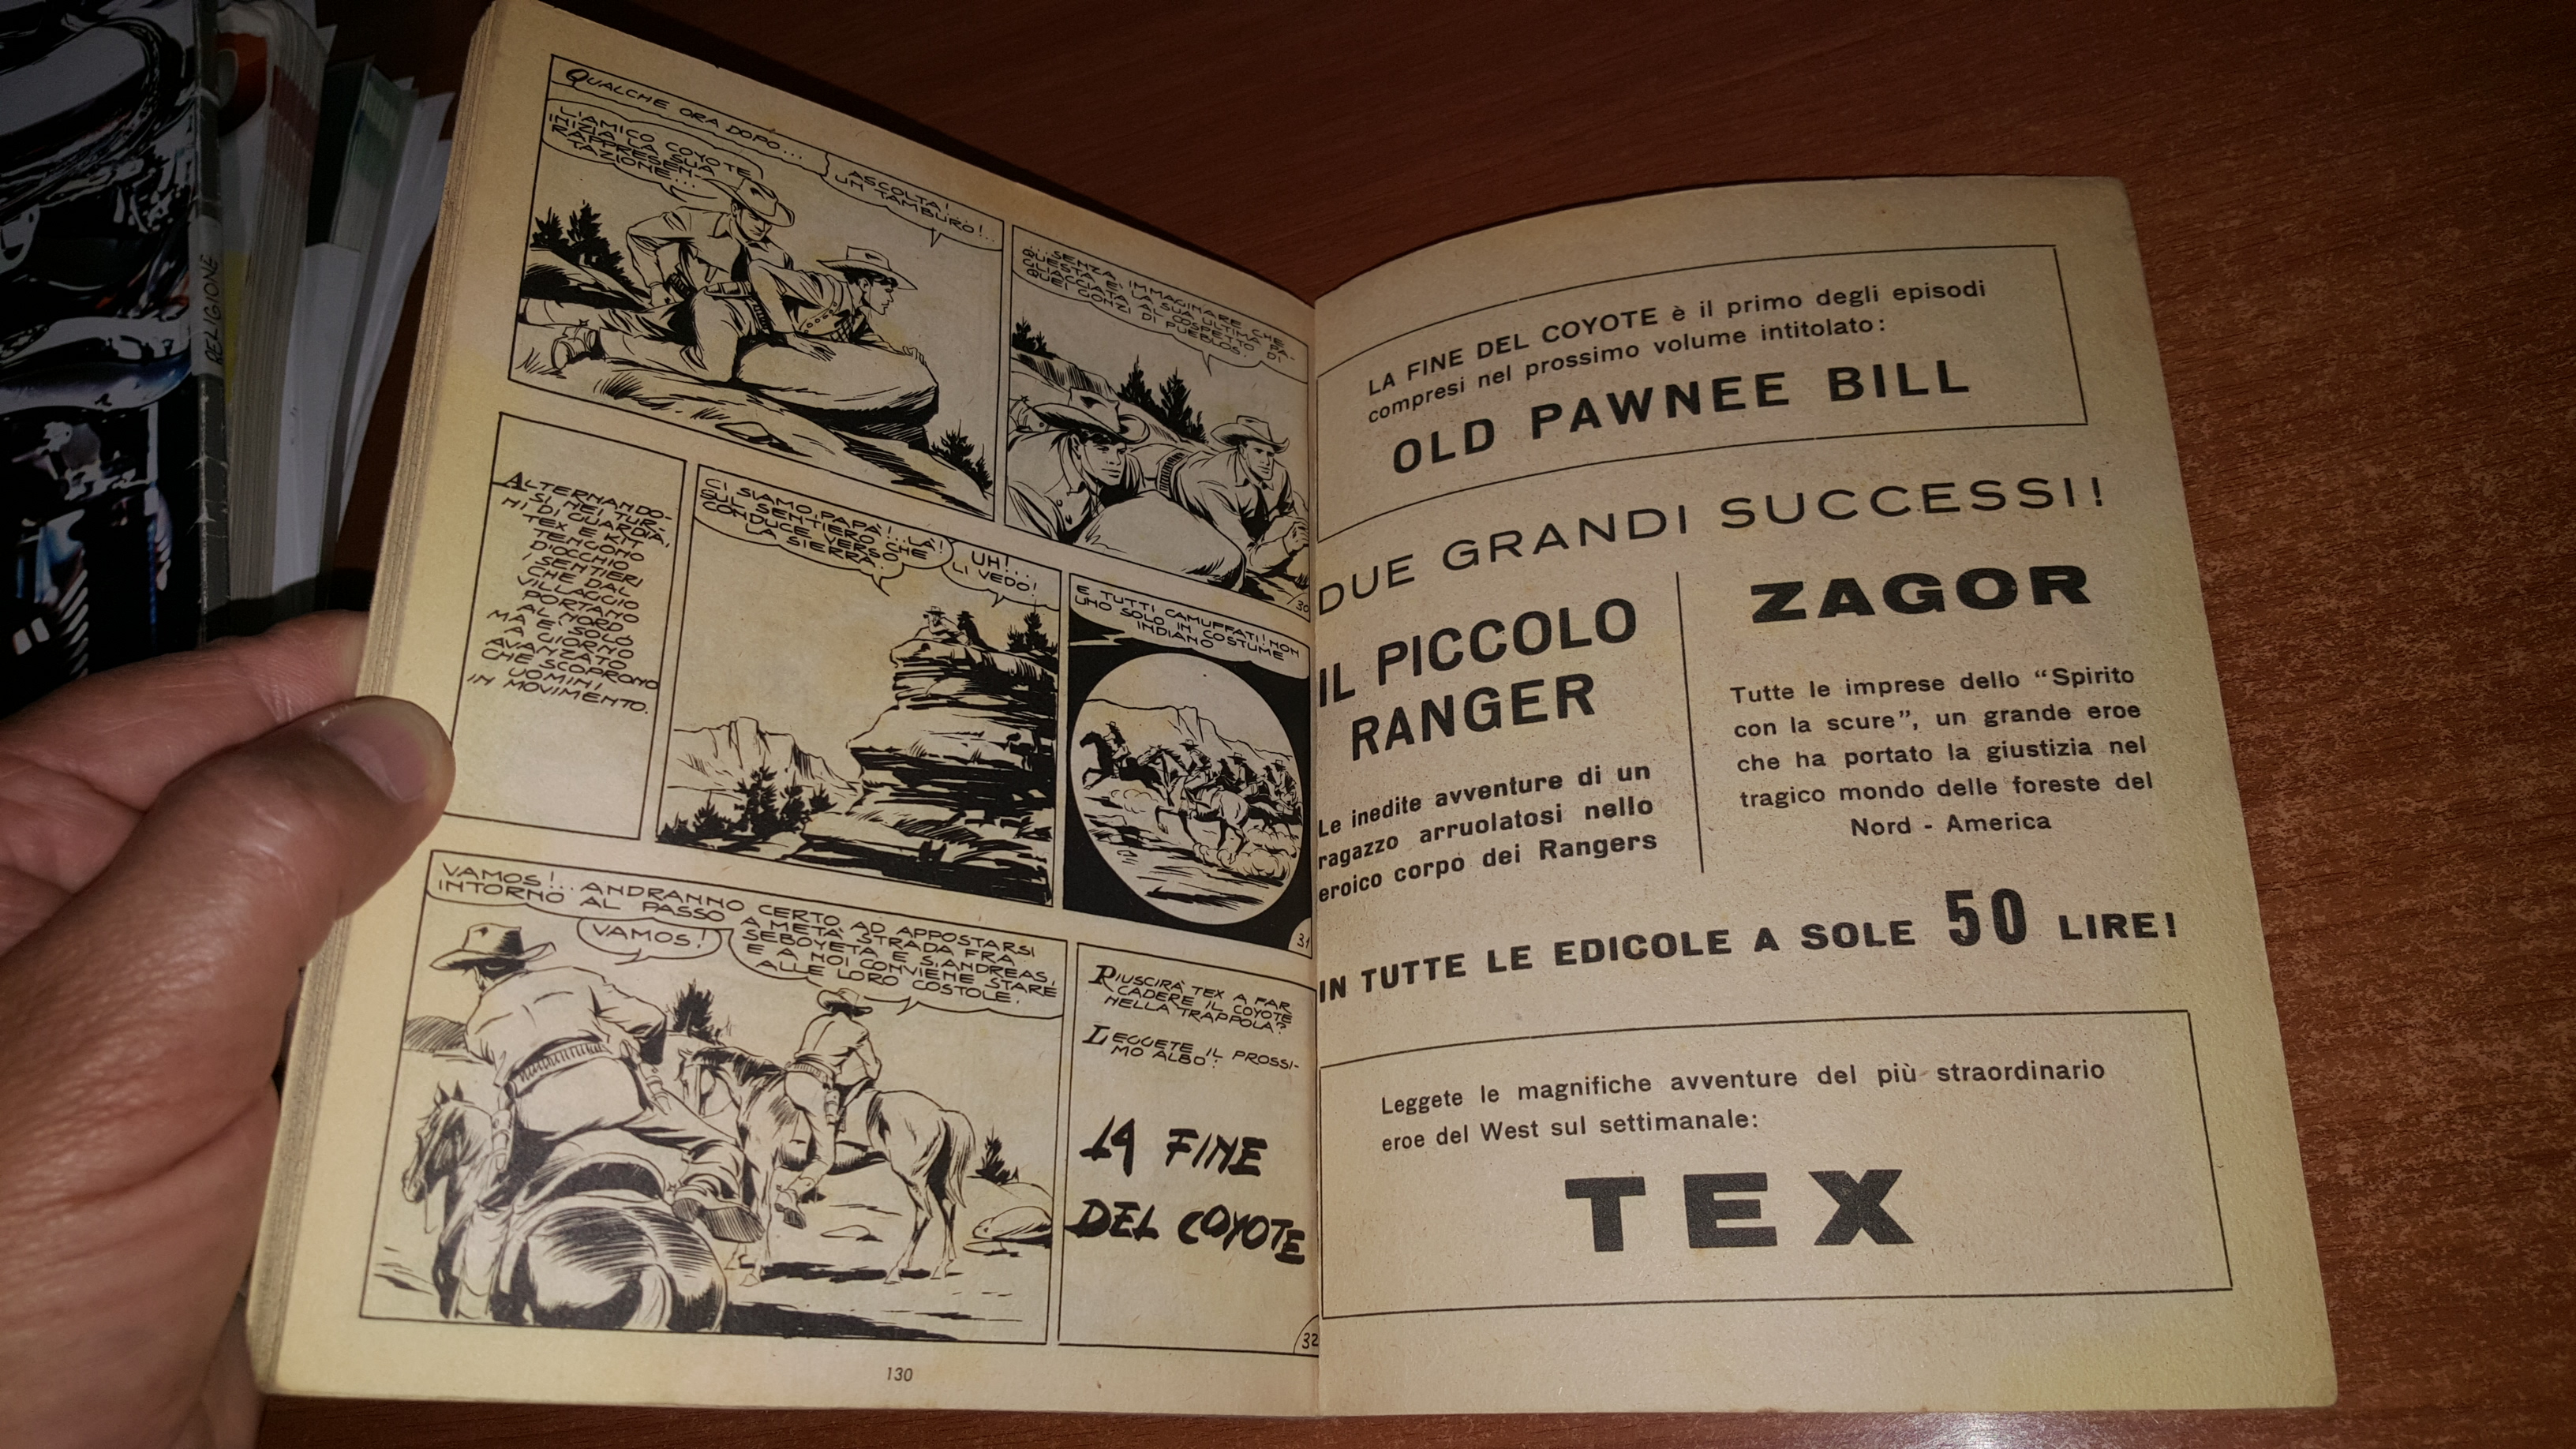 RELIGIONE
QUALCHE ORA DOPO...
L'AMICO COYOTE
INIZIA LA SUA
RAPPRESEN-
TAZIONE...
ASCOLTA!
UN TAMBURO!..
...SENZA IMMAGINARE CHE
QUESTA È LA SUA ULTIMA PA-
GLIACCIATA AL COSPETTO DI
QUEI GONZI DI PUEBLOS.
30
ALTERNANDO-
SI NEI TUR-
NI DI GUARDIA,
TEX E KIT
TENGONO
D'OCCHIO
I SENTIERI
CHE DAL
VILLAGGIO
PORTANO
AL NORD,
MA È SOLO
A GIORNO
AVANZATO
CHE SCOPRONO
UOMINI
IN MOVIMENTO.
CI SIAMO, PAPÀ!..LÀ!
SUL SENTIERO CHE
CONDUCE VERSO
LA SIERRA.
UH!..
LI VEDO!
E TUTTI CAMUFFATI! NON
UNO SOLO IN COSTUME
INDIANO
31
VAMOS!..ANDRANNO CERTO AD APPOSTARSI
INTORNO AL PASSO A METÀ STRADA FRA
SEBOYETA E S.ANDREAS,
E A NOI CONVIENE STARE
ALLE LORO COSTOLE.
VAMOS!
RIUSCIRÀ TEX A FAR
CADERE IL COYOTE
NELLA TRAPPOLA?
LEGGETE IL PROSSI-
MO ALBO:
LA FINE
DEL COYOTE
32
130
LA FINE DEL COYOTE è il primo degli episodi
compresi nel prossimo volume intitolato:
OLD PAWNEE BILL
DUE GRANDI SUCCESSI!
IL PICCOLO
RANGER
Le inedite avventure di un
ragazzo arruolatosi nello
eroico corpo dei Rangers
ZAGOR
Tutte le imprese dello "Spirito
con la scure", un grande eroe
che ha portato la giustizia nel
tragico mondo delle foreste del
Nord - America
IN TUTTE LE EDICOLE A SOLE 50 LIRE!
Leggete le magnifiche avventure del più straordinario
eroe del West sul settimanale:
TEX